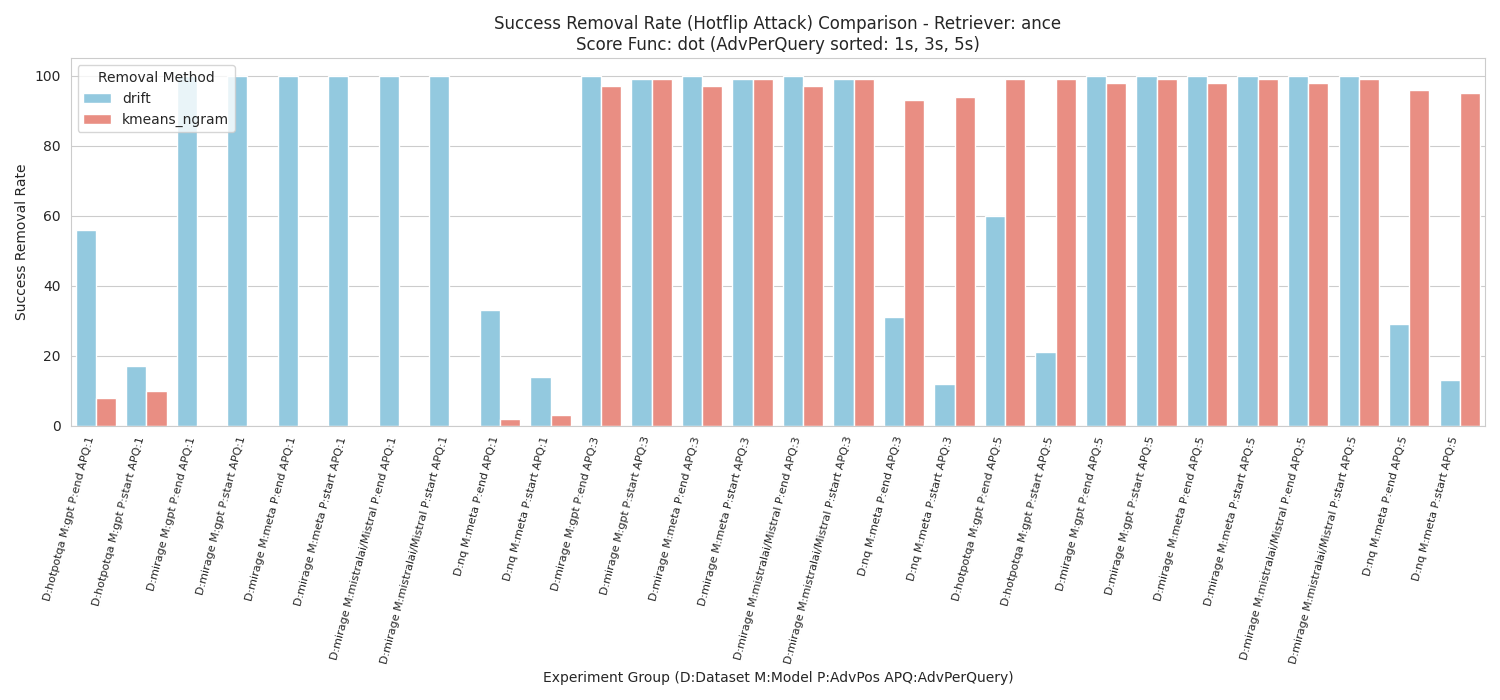 Success Removal Rate (Hotflip Attack) Comparison - Retriever: ance
Score Func: dot (AdvPerQuery sorted: 1s, 3s, 5s)
Removal Method
drift
kmeans_ngram
Success Removal Rate
100
80
60
40
20
0
D:hotpotqa M:gpt P:end APQ:1
D:hotpotqa M:gpt P:start APQ:1
D:mirage M:gpt P:end APQ:1
D:mirage M:gpt P:start APQ:1
D:mirage M:meta P:end APQ:1
D:mirage M:meta P:start APQ:1
D:mirage M:mistralai/Mistral P:end APQ:1
D:mirage M:mistralai/Mistral P:start APQ:1
D:nq M:meta P:end APQ:1
D:nq M:meta P:start APQ:1
D:mirage M:gpt P:end APQ:3
D:mirage M:gpt P:start APQ:3
D:mirage M:meta P:end APQ:3
D:mirage M:meta P:start APQ:3
D:mirage M:mistralai/Mistral P:end APQ:3
D:mirage M:mistralai/Mistral P:start APQ:3
D:nq M:meta P:end APQ:3
D:nq M:meta P:start APQ:3
D:hotpotqa M:gpt P:end APQ:5
D:hotpotqa M:gpt P:start APQ:5
D:mirage M:gpt P:end APQ:5
D:mirage M:gpt P:start APQ:5
D:mirage M:meta P:end APQ:5
D:mirage M:meta P:start APQ:5
D:mirage M:mistralai/Mistral P:end APQ:5
D:mirage M:mistralai/Mistral P:start APQ:5
D:nq M:meta P:end APQ:5
D:nq M:meta P:start APQ:5
Experiment Group (D:Dataset M:Model P:AdvPos APQ:AdvPerQuery)